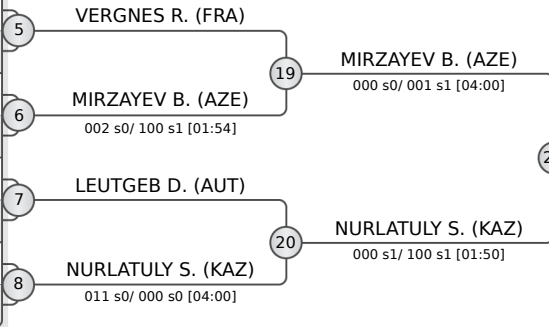 VERGNES R. (FRA)
5
19
MIRZAYEV B. (AZE)
000 s0/ 001 s1 [04:00]
MIRZAYEV B. (AZE)
6
002 s0/ 100 s1 [01:54]
LEUTGEB D. (AUT)
7
20
NURLATULY S. (KAZ)
000 s1/ 100 s1 [01:50]
NURLATULY S. (KAZ)
8
011 s0/ 000 s0 [04:00]